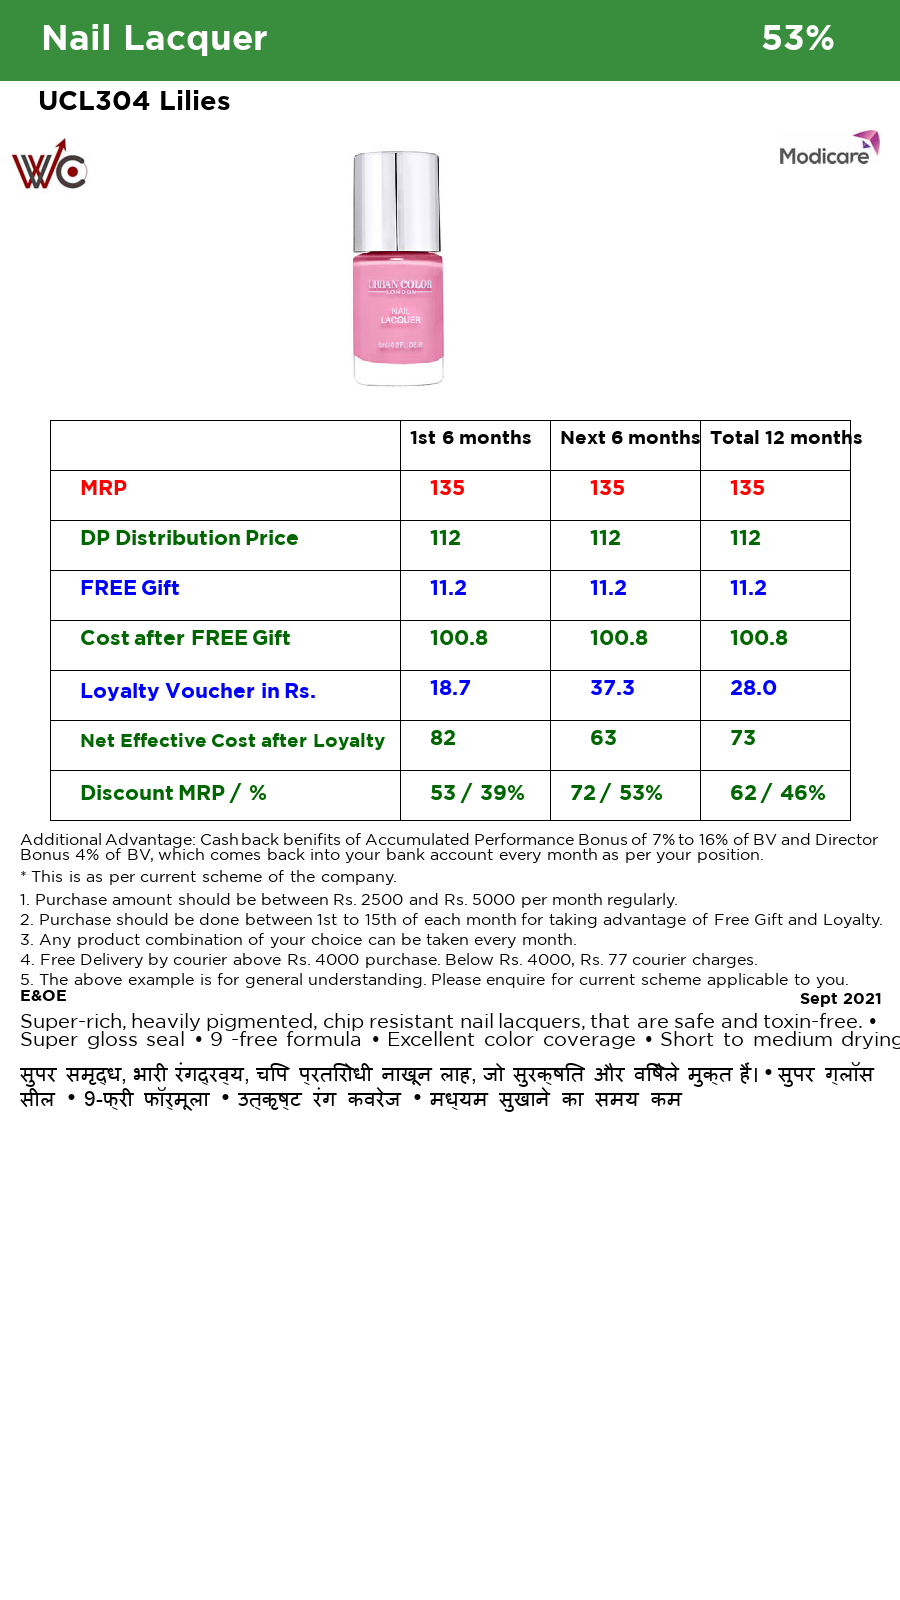 Nail Lacquer 53%
UCL304 Lilies
WC
Modicare
URBAN COLOR
LONDON
NAIL
LACQUER
1st 6 months Next 6 months Total 12 months
MRP 135 135 135
DP Distribution Price 112 112 112
FREE Gift 11.2 11.2 11.2
Cost after FREE Gift 100.8 100.8 100.8
Loyalty Voucher in Rs. 18.7 37.3 28.0
Net Effective Cost after Loyalty 82 63 73
Discount MRP / % 53 / 39% 72 / 53% 62 / 46%
Additional Advantage: Cashback benifits of Accumulated Performance Bonus of 7% to 16% of BV and Director
Bonus 4% of BV, which comes back into your bank account every month as per your position.
* This is as per current scheme of the company.
1. Purchase amount should be between Rs. 2500 and Rs. 5000 per month regularly.
2. Purchase should be done between 1st to 15th of each month for taking advantage of Free Gift and Loyalty.
3. Any product combination of your choice can be taken every month.
4. Free Delivery by courier above Rs. 4000 purchase. Below Rs. 4000, Rs. 77 courier charges.
5. The above example is for general understanding. Please enquire for current scheme applicable to you.
E&OE Sept 2021
Super-rich, heavily pigmented, chip resistant nail lacquers, that are safe and toxin-free. •
Super gloss seal • 9 -free formula • Excellent color coverage • Short to medium drying
सुपर समृद्ध, भारी रंगद्रव्य, चिप प्रतिरोधी नाखून लाह, जो सुरक्षित और विषैले मुक्त हैं। • सुपर ग्लॉस
सील • 9-फ्री फॉर्मूला • उत्कृष्ट रंग कवरेज • मध्यम सुखाने का समय कम